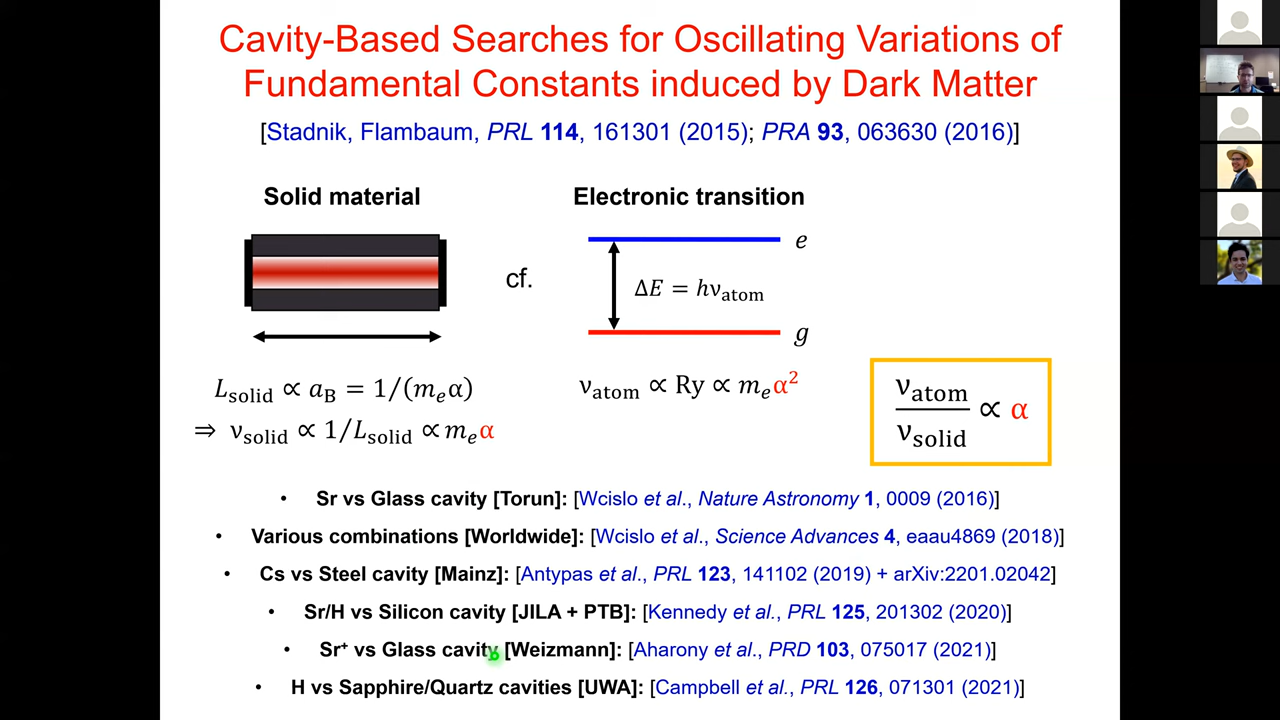 Cavity-Based Searches for Oscillating Variations of
Fundamental Constants induced by Dark Matter
[Stadnik, Flambaum, PRL 114, 161301 (2015); PRA 93, 063630 (2016)]
Solid material
Electronic transition
e
cf.
ΔE = hν_atom
g
L_solid ∝ a_B = 1/(m_e α)
⇒ ν_solid ∝ 1/L_solid ∝ m_e α
ν_atom ∝ Ry ∝ m_e α²
ν_atom / ν_solid ∝ α
• Sr vs Glass cavity [Torun]: [Wcislo et al., Nature Astronomy 1, 0009 (2016)]
• Various combinations [Worldwide]: [Wcislo et al., Science Advances 4, eaau4869 (2018)]
• Cs vs Steel cavity [Mainz]: [Antypas et al., PRL 123, 141102 (2019) + arXiv:2201.02042]
• Sr/H vs Silicon cavity [JILA + PTB]: [Kennedy et al., PRL 125, 201302 (2020)]
• Sr⁺ vs Glass cavity [Weizmann]: [Aharony et al., PRD 103, 075017 (2021)]
• H vs Sapphire/Quartz cavities [UWA]: [Campbell et al., PRL 126, 071301 (2021)]